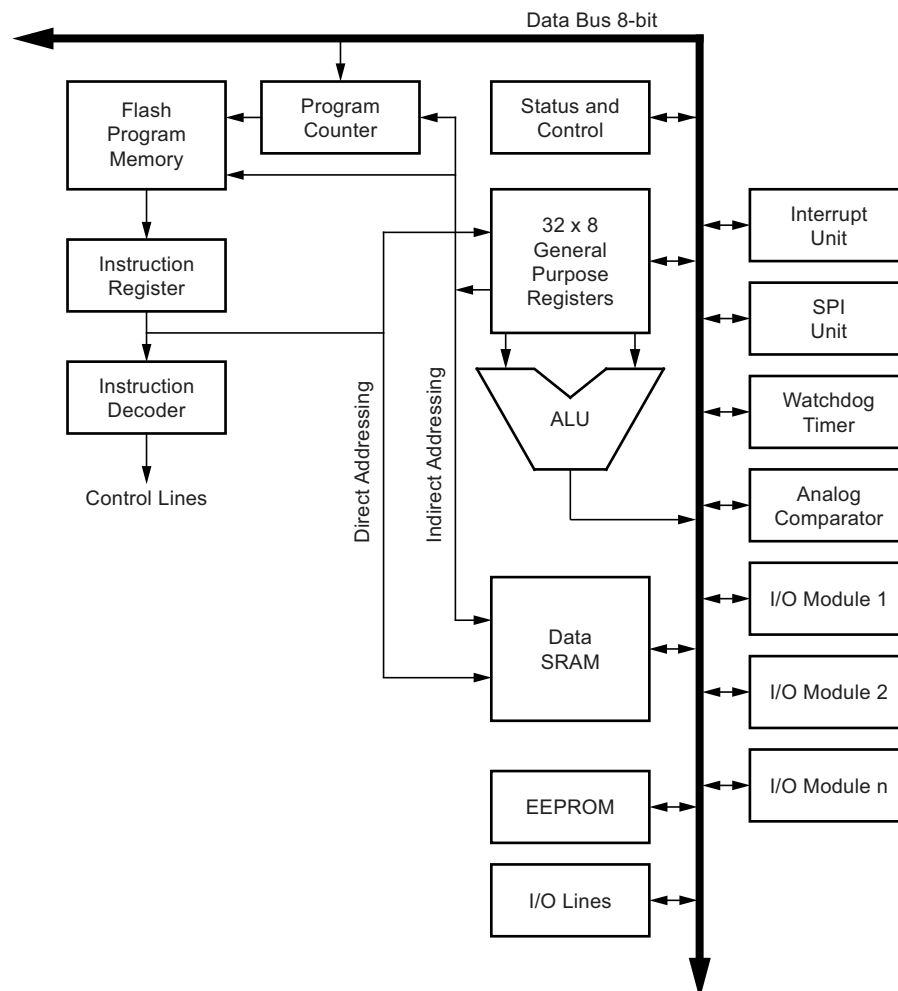 Data Bus 8-bit
Flash
Program
Memory
Program
Counter
Status and
Control
32 x 8
General
Purpose
Registers
Interrupt
Unit
Instruction
Register
SPI
Unit
Instruction
Decoder
Direct Addressing
Indirect Addressing
ALU
Watchdog
Timer
Control Lines
Analog
Comparator
Data
SRAM
I/O Module 1
I/O Module 2
EEPROM
I/O Module n
I/O Lines